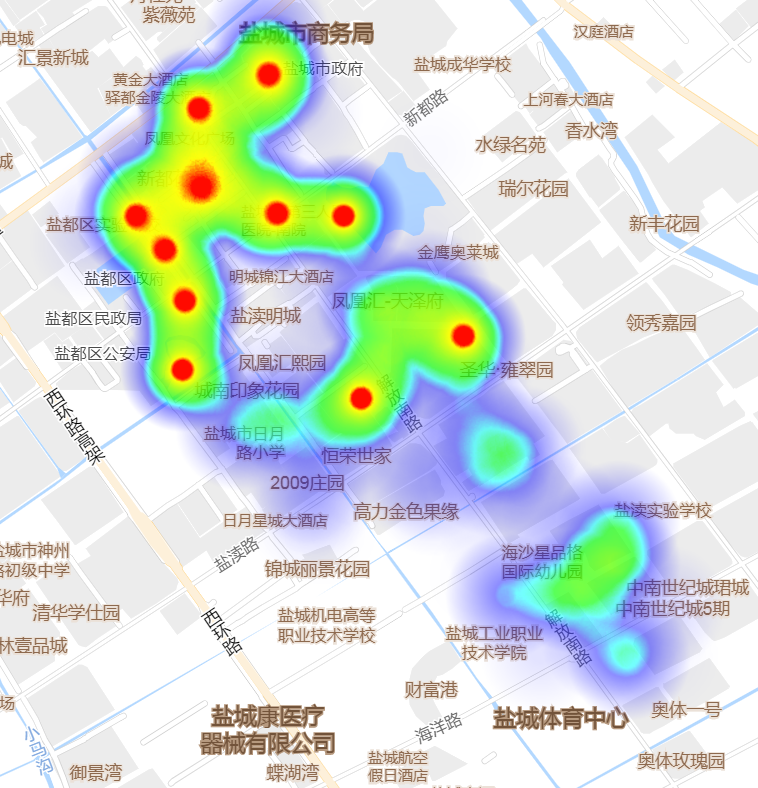 紫薇苑
电城
汇景新城
盐城市商务局
盐城市政府
黄金大酒店
驿都金陵大
凤凰文化广场
汉庭酒店
盐城成华学校
上河春大酒店
新都路
水绿名苑
香水湾
城
瑞尔花园
新丰花园
盐都区实验
医院-南院
金鹰奥莱城
盐都区政府
明城锦江大酒店
凤凰汇-天泽府
盐都区民政局
盐渎明城
领秀嘉园
盐都区公安局
凤凰汇熙园
圣华·雍翠园
城南印象花园
西环路高架
解放南路
盐城市日月
路小学
恒荣世家
2009庄园
日月星城大酒店
高力金色果缘
盐渎实验学校
盐渎路
盐城市神州
路初级中学
海沙星品格
国际幼儿园
锦城丽景花园
华府
清华学仕园
中南世纪城珺城
中南世纪城5期
盐城机电高等
职业技术学校
西环路
解放南路
盐城工业职业
技术学院
林壹品城
财富港
场
盐城康医疗
器械有限公司
海洋路
盐城体育中心
奥体一号
小马沟
御景湾
蝶湖湾
盐城航空
假日酒店
奥体玫瑰园